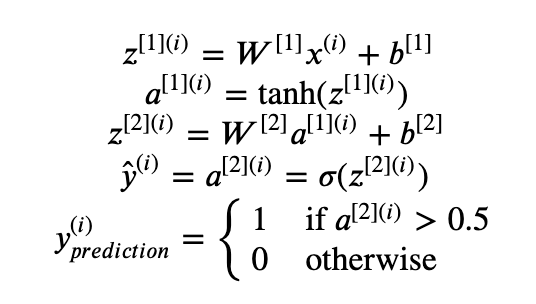 z^{[1](i)} = W^{[1]} x^{(i)} + b^{[1]}
a^{[1](i)} = tanh(z^{[1](i)})
z^{[2](i)} = W^{[2]} a^{[1](i)} + b^{[2]}
ŷ^{(i)} = a^{[2](i)} = σ(z^{[2](i)})
y^{(i)}_{prediction} = { 1 if a^{[2](i)} > 0.5
0 otherwise